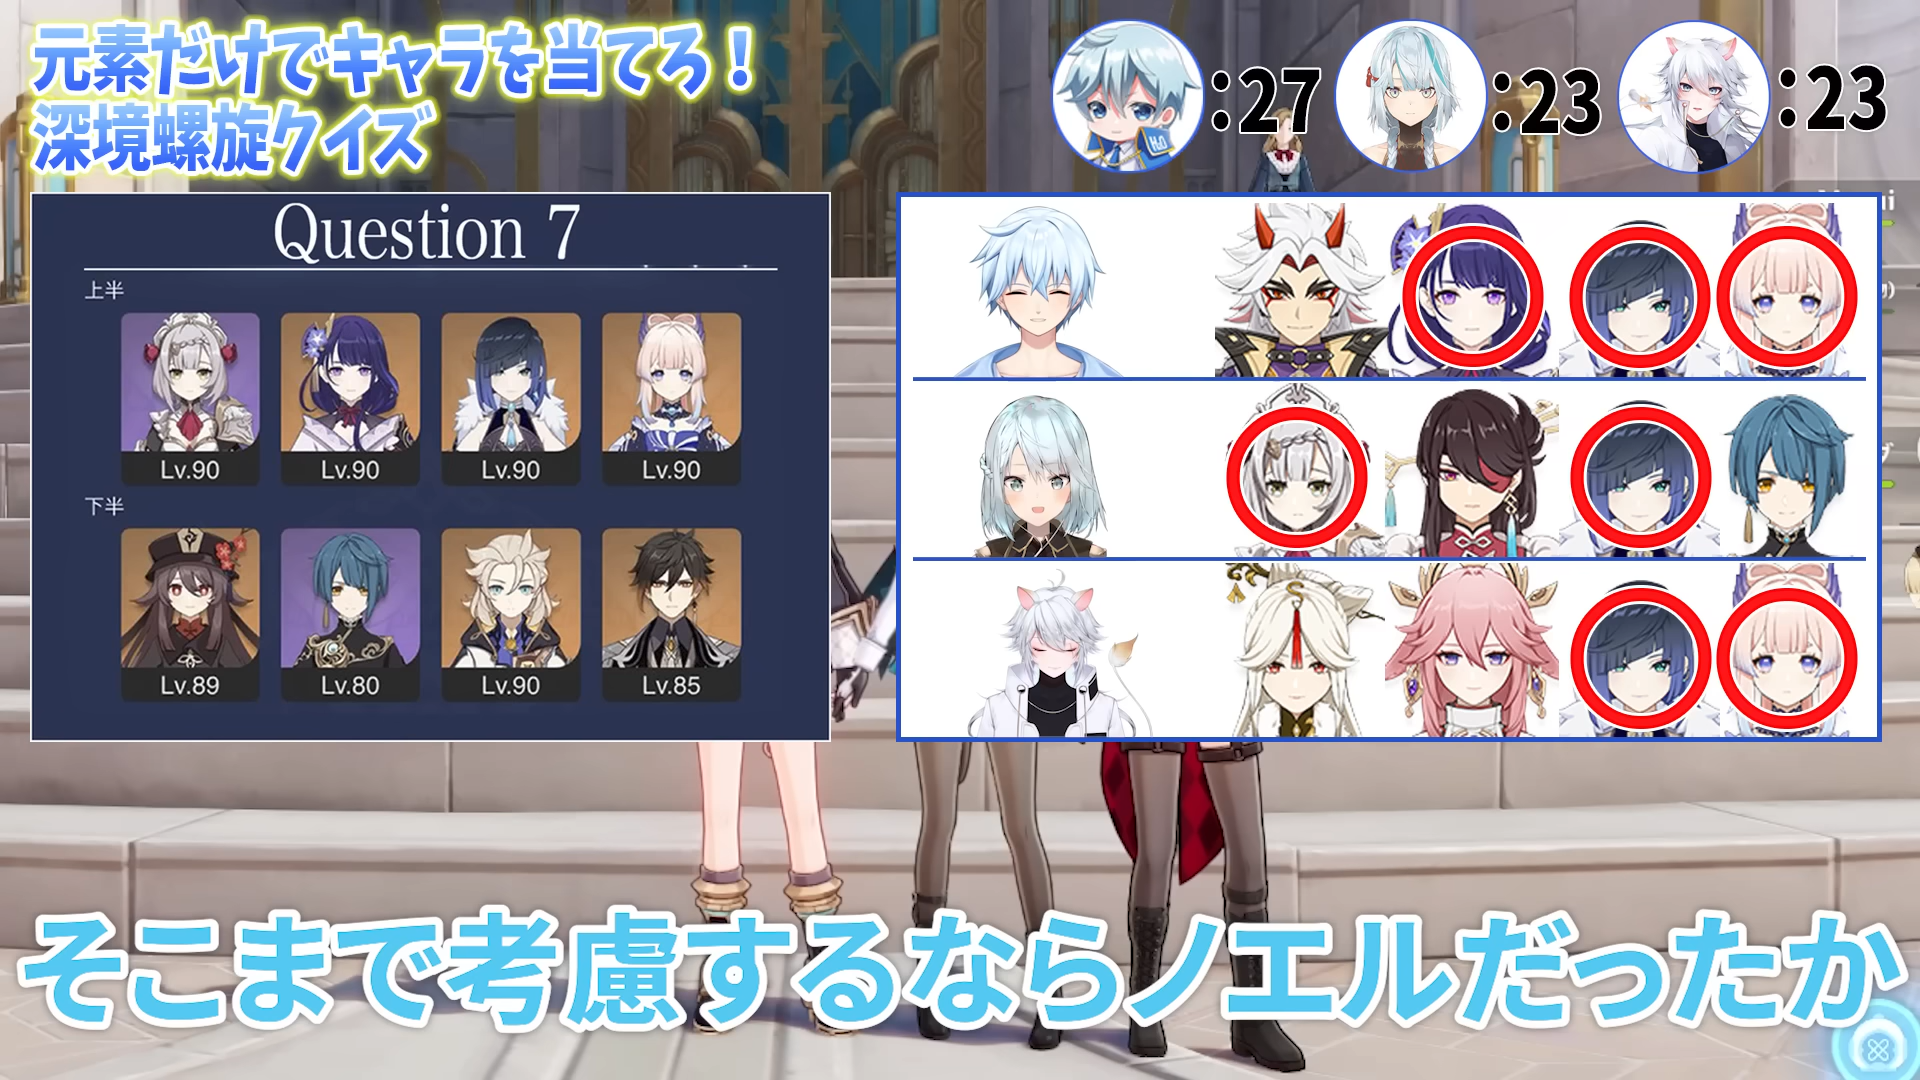 元素だけでキャラを当てろ！
深境螺旋クイズ
:27
:23
:23
Question 7
上半
Lv.90
Lv.90
Lv.90
Lv.90
下半
Lv.89
Lv.80
Lv.90
Lv.85
H₂O
そこまで考慮するならノエルだったか